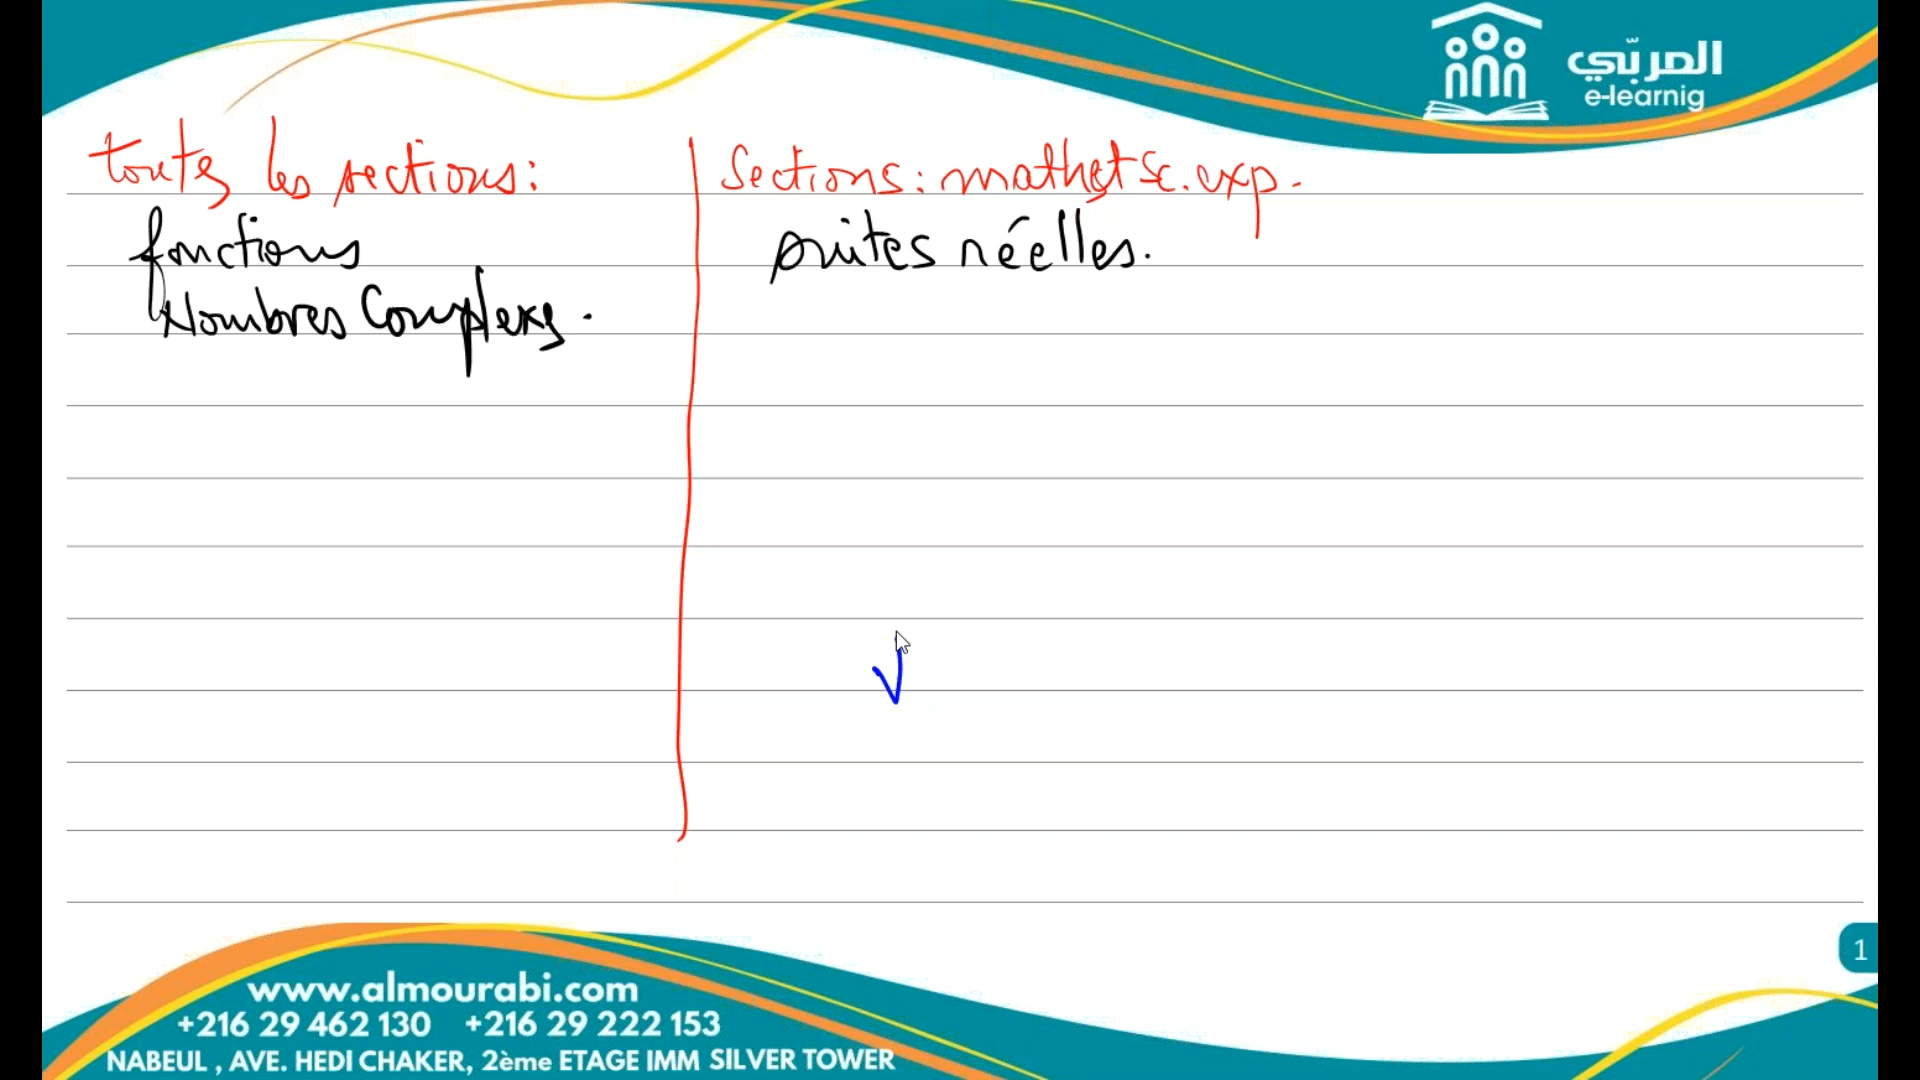 العربّي
e-learnig
toutes les sections:
fonctions
Nombres Complexes.
Sections: math et Sc. exp.
suites réelles.
1
www.almourabi.com
+216 29 462 130 +216 29 222 153
NABEUL , AVE. HEDI CHAKER, 2ème ETAGE IMM SILVER TOWER